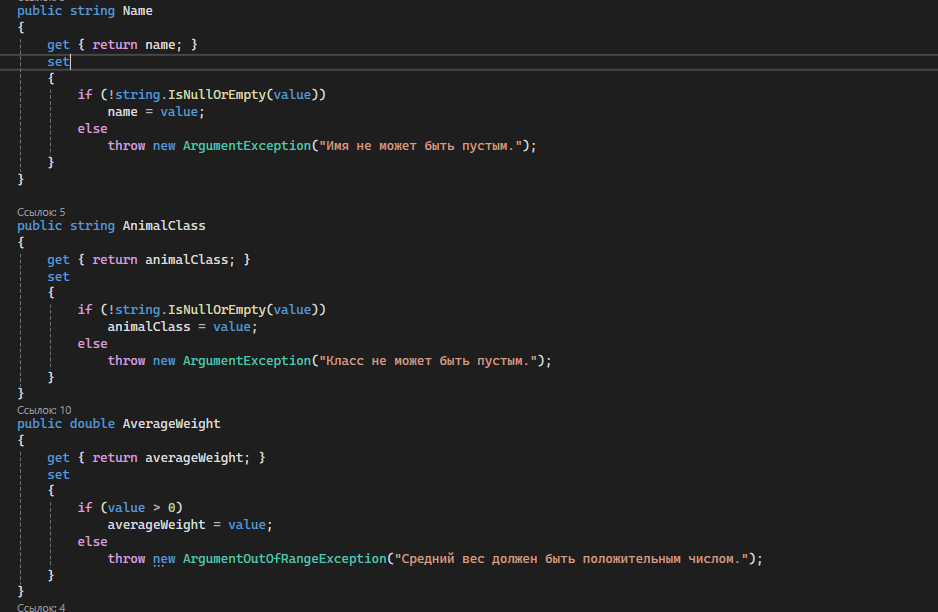 public string Name
{
get { return name; }
set
{
if (!string.IsNullOrEmpty(value))
name = value;
else
throw new ArgumentException("Имя не может быть пустым.");
}
}
Ссылок: 5
public string AnimalClass
{
get { return animalClass; }
set
{
if (!string.IsNullOrEmpty(value))
animalClass = value;
else
throw new ArgumentException("Класс не может быть пустым.");
}
}
Ссылок: 10
public double AverageWeight
{
get { return averageWeight; }
set
{
if (value > 0)
averageWeight = value;
else
throw new ArgumentOutOfRangeException("Средний вес должен быть положительным числом.");
}
}
Ссылок: 4